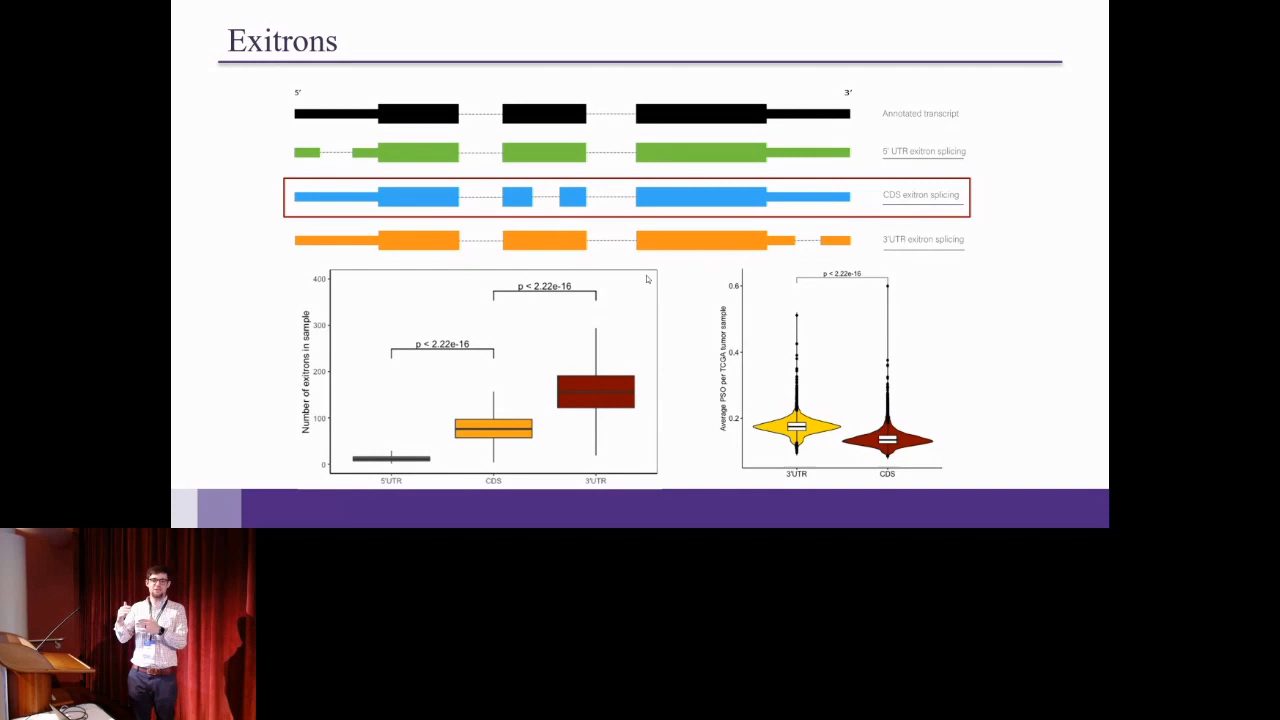 Exitrons
5′ 3′
Annotated transcript
5′ UTR exitron splicing
CDS exitron splicing
3'UTR exitron splicing
Number of exitrons in sample
400
300
200
100
0
p < 2.22e-16
p < 2.22e-16
5'UTR CDS 3'UTR
Average PSO per TCGA tumor sample
0.6
0.4
0.2
p < 2.22e-16
3'UTR CDS